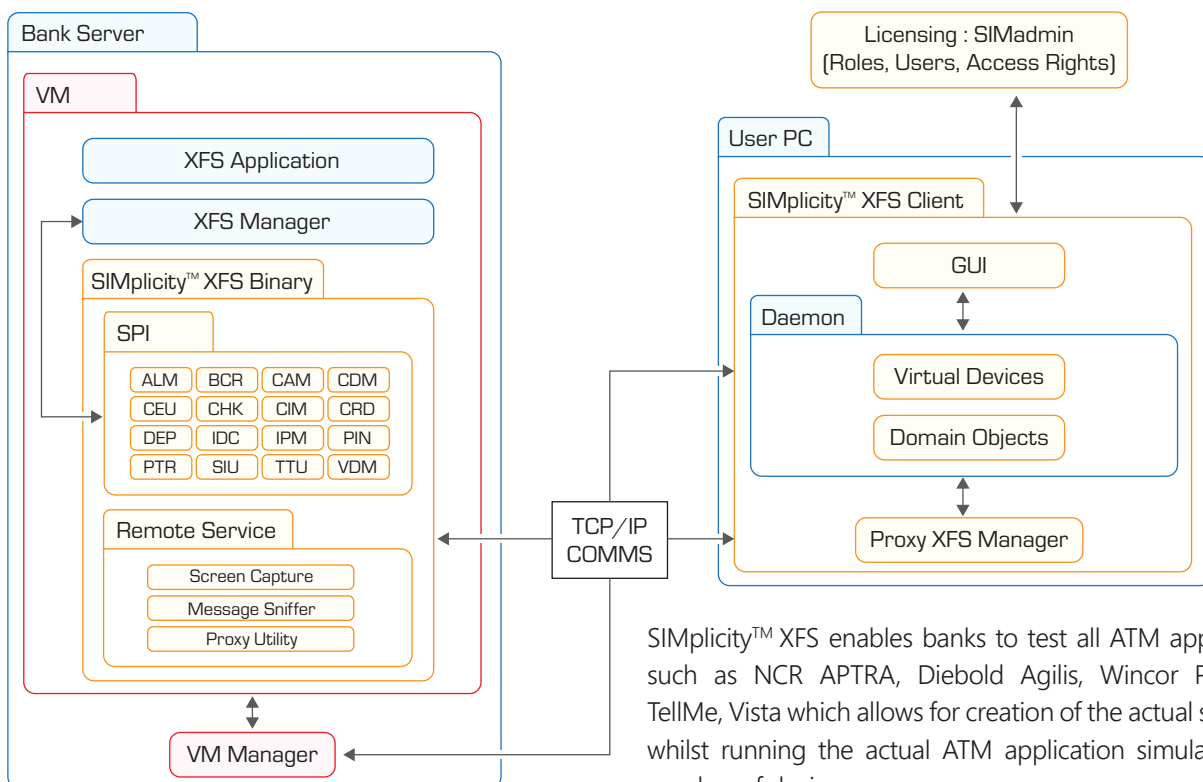 Bank Server
VM
XFS Application
XFS Manager
SIMplicity™ XFS Binary
SPI
ALM BCR CAM CDM
CEU CHK CIM CRD
DEP IDC IPM PIN
PTR SIU TTU VDM
Remote Service
Screen Capture
Message Sniffer
Proxy Utility
VM Manager
TCP/IP
COMMS
Licensing : SIMadmin
(Roles, Users, Access Rights)
User PC
SIMplicity™ XFS Client
GUI
Daemon
Virtual Devices
Domain Objects
Proxy XFS Manager
SIMplicity™ XFS enables banks to test all ATM app
such as NCR APTRA, Diebold Agilis, Wincor P
TellMe, Vista which allows for creation of the actual s
whilst running the actual ATM application simula